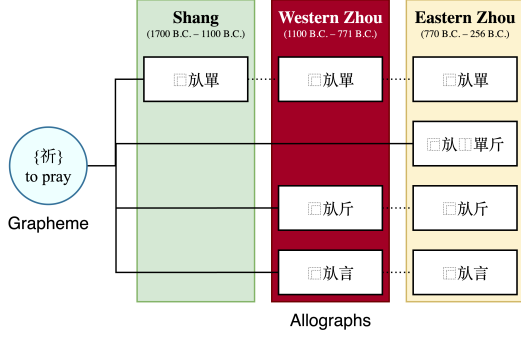 Shang
(1700 B.C. – 1100 B.C.)
Western Zhou
(1100 B.C. – 771 B.C.)
Eastern Zhou
(770 B.C. – 256 B.C.)
⿸㫃單
⿸㫃單
⿸㫃單
⿸㫃⿰單斤
{祈}
to pray
Grapheme
⿸㫃斤
⿸㫃斤
⿸㫃言
⿸㫃言
Allographs